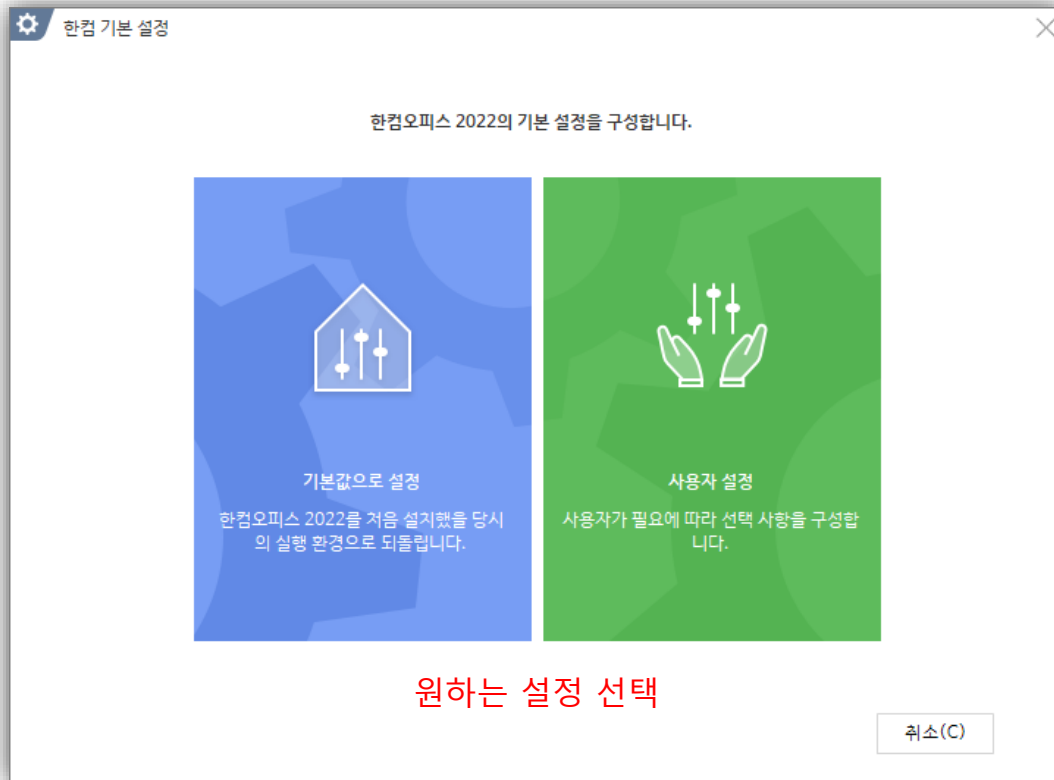 한컴 기본 설정
한컴오피스 2022의 기본 설정을 구성합니다.
기본값으로 설정
한컴오피스 2022를 처음 설치했을 당시
의 실행 환경으로 되돌립니다.
사용자 설정
사용자가 필요에 따라 선택 사항을 구성합
니다.
원하는 설정 선택
취소(C)